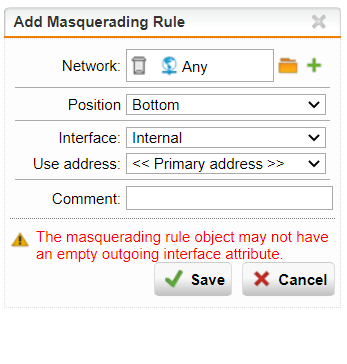 Add Masquerading Rule
Network: Any
Position Bottom
Interface: Internal
Use address: << Primary address >>
Comment:
The masquerading rule object may not have
an empty outgoing interface attribute.
Save Cancel